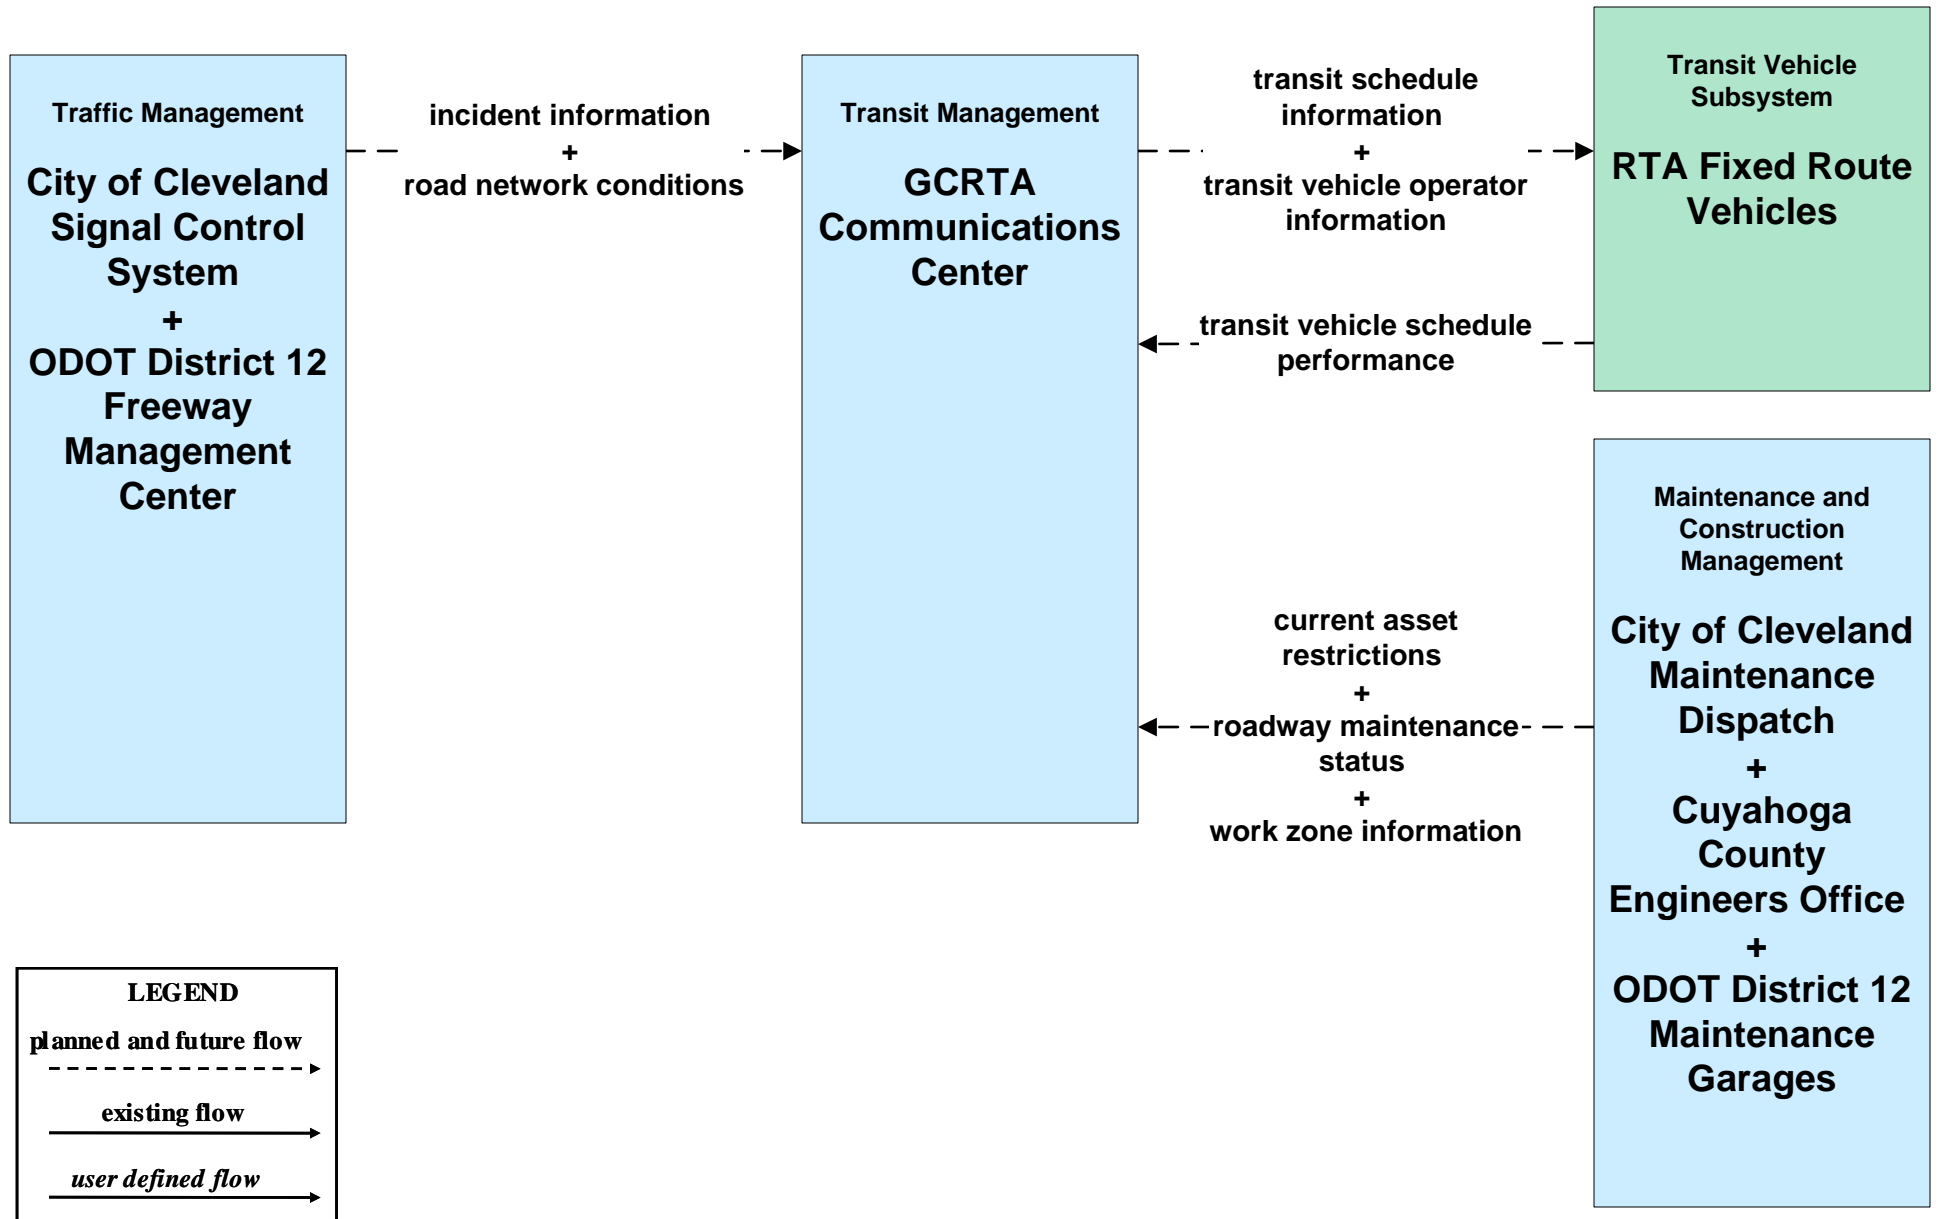 Traffic Management
City of Cleveland
Signal Control
System
+
ODOT District 12
Freeway
Management
Center
incident information
+
road network conditions
Transit Management
GCRTA
Communications
Center
transit schedule
information
+
transit vehicle operator
information
transit vehicle schedule
performance
Transit Vehicle
Subsystem
RTA Fixed Route
Vehicles
current asset
restrictions
+
roadway maintenance
status
+
work zone information
Maintenance and
Construction
Management
City of Cleveland
Maintenance
Dispatch
+
Cuyahoga
County
Engineers Office
+
ODOT District 12
Maintenance
Garages
LEGEND
planned and future flow
existing flow
user defined flow